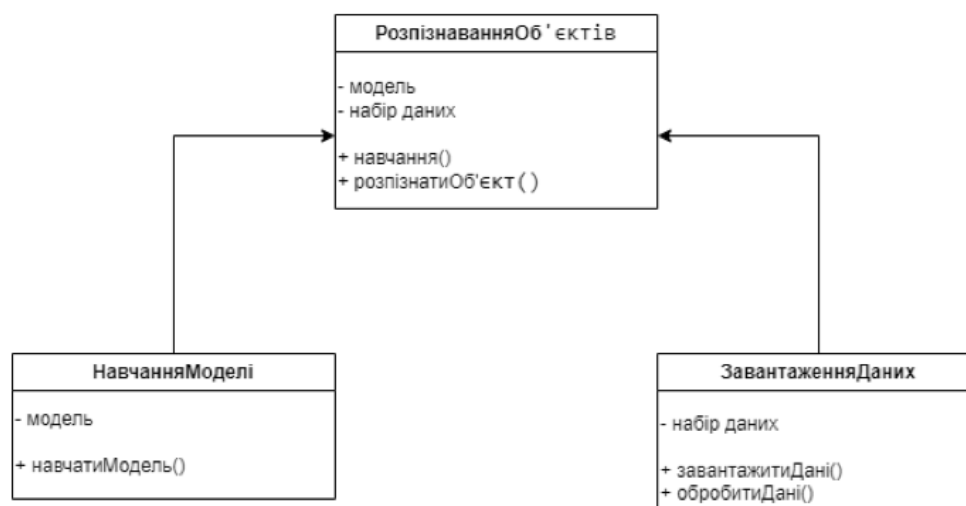 РозпізнаванняОб'єктів
- модель
- набір даних
+ навчання()
+ розпізнатиОб'єкт()
НавчанняМоделі
- модель
+ навчатиМодель()
ЗавантаженняДаних
- набір даних
+ завантажитиДані()
+ обробитиДані()